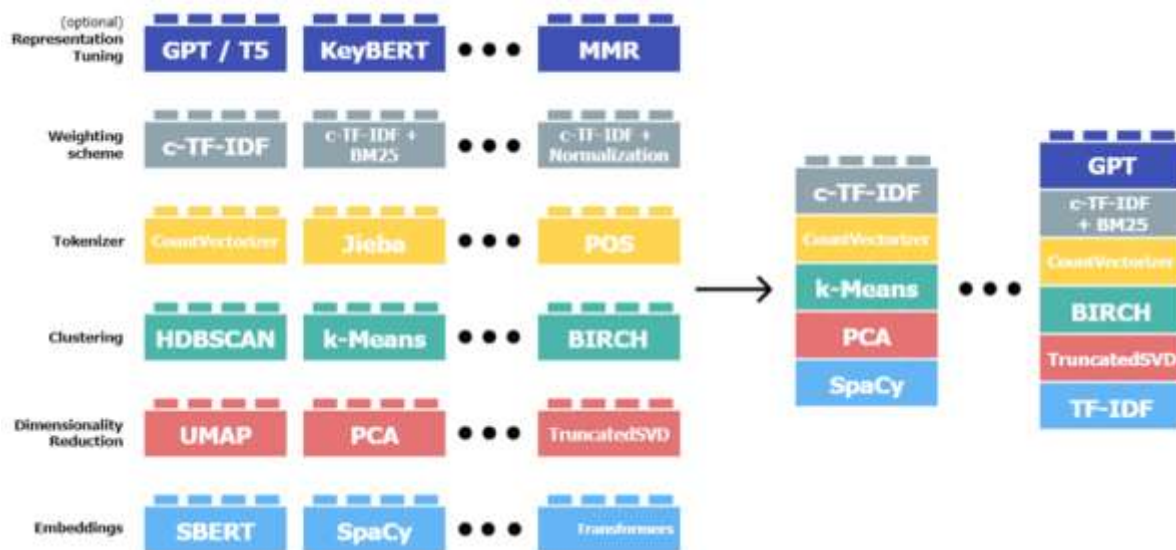 (optional)
Representation
Tuning
GPT / T5
KeyBERT
MMR
Weighting
scheme
c-TF-IDF
c-TF-IDF +
BM25
c-TF-IDF +
Normalization
Tokenizer
CountVectorizer
Jieba
POS
Clustering
HDBSCAN
k-Means
BIRCH
Dimensionality
Reduction
UMAP
PCA
TruncatedSVD
Embeddings
SBERT
SpaCy
Transformers
c-TF-IDF
CountVectorizer
k-Means
PCA
SpaCy
GPT
c-TF-IDF
+ BM25
CountVectorizer
BIRCH
TruncatedSVD
TF-IDF